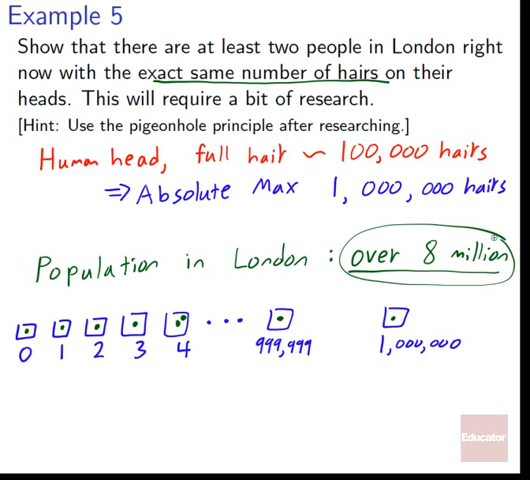 Example 5
Show that there are at least two people in London right
now with the exact same number of hairs on their
heads. This will require a bit of research.
[Hint: Use the pigeonhole principle after researching.]
Human head, full hair ~ 100,000 hairs
⇒ Absolute Max 1,000,000 hairs
Population in London: over 8 million
0 1 2 3 4 ... 999,999 1,000,000
Educator